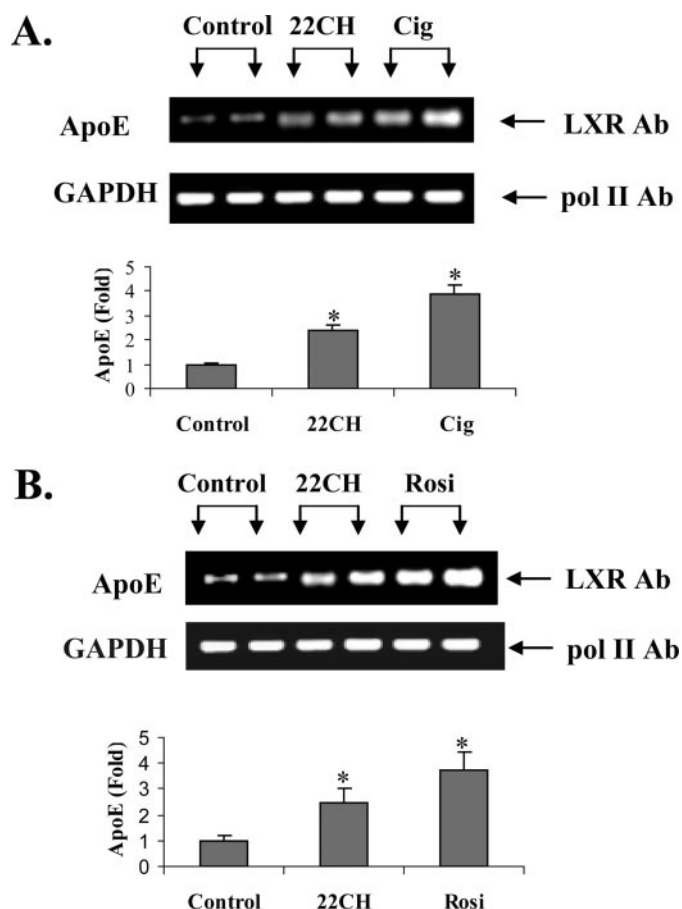 A.
Control 22CH Cig
ApoE LXR Ab
GAPDH pol II Ab
ApoE (Fold)
5
4
3
2
1
0
*
*
Control 22CH Cig
B.
Control 22CH Rosi
ApoE LXR Ab
GAPDH pol II Ab
ApoE (Fold)
5
4
3
2
1
0
*
*
Control 22CH Rosi